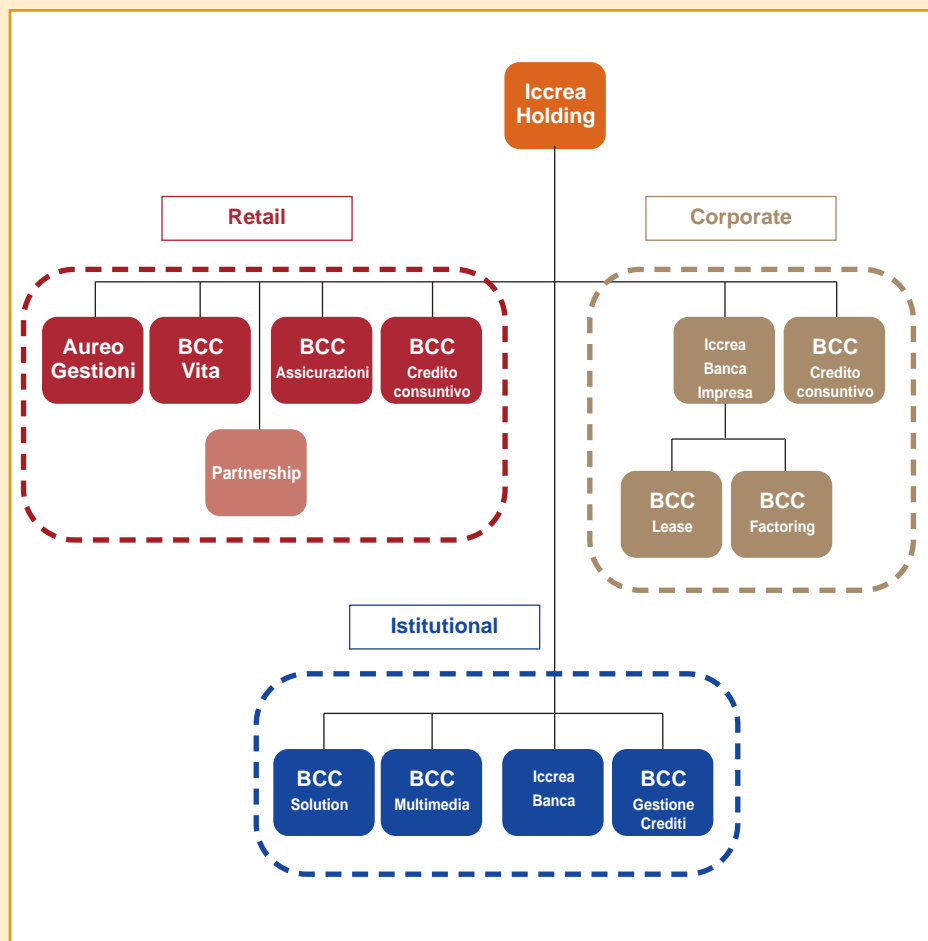 Iccrea
Holding
Retail
Corporate
Aureo
Gestioni
BCC
Vita
BCC
Assicurazioni
BCC
Credito
consuntivo
Partnership
Iccrea
Banca
Impresa
BCC
Credito
consuntivo
BCC
Lease
BCC
Factoring
Istitutional
BCC
Solution
BCC
Multimedia
Iccrea
Banca
BCC
Gestione
Crediti